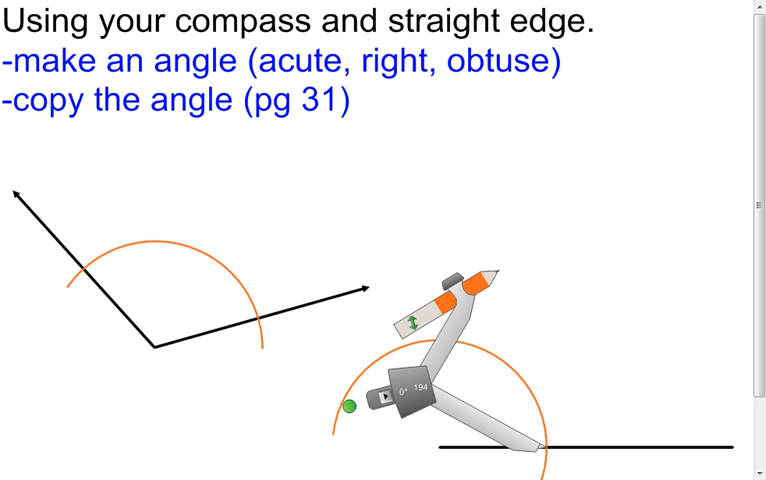 Using your compass and straight edge.
-make an angle (acute, right, obtuse)
-copy the angle (pg 31)
0° 194